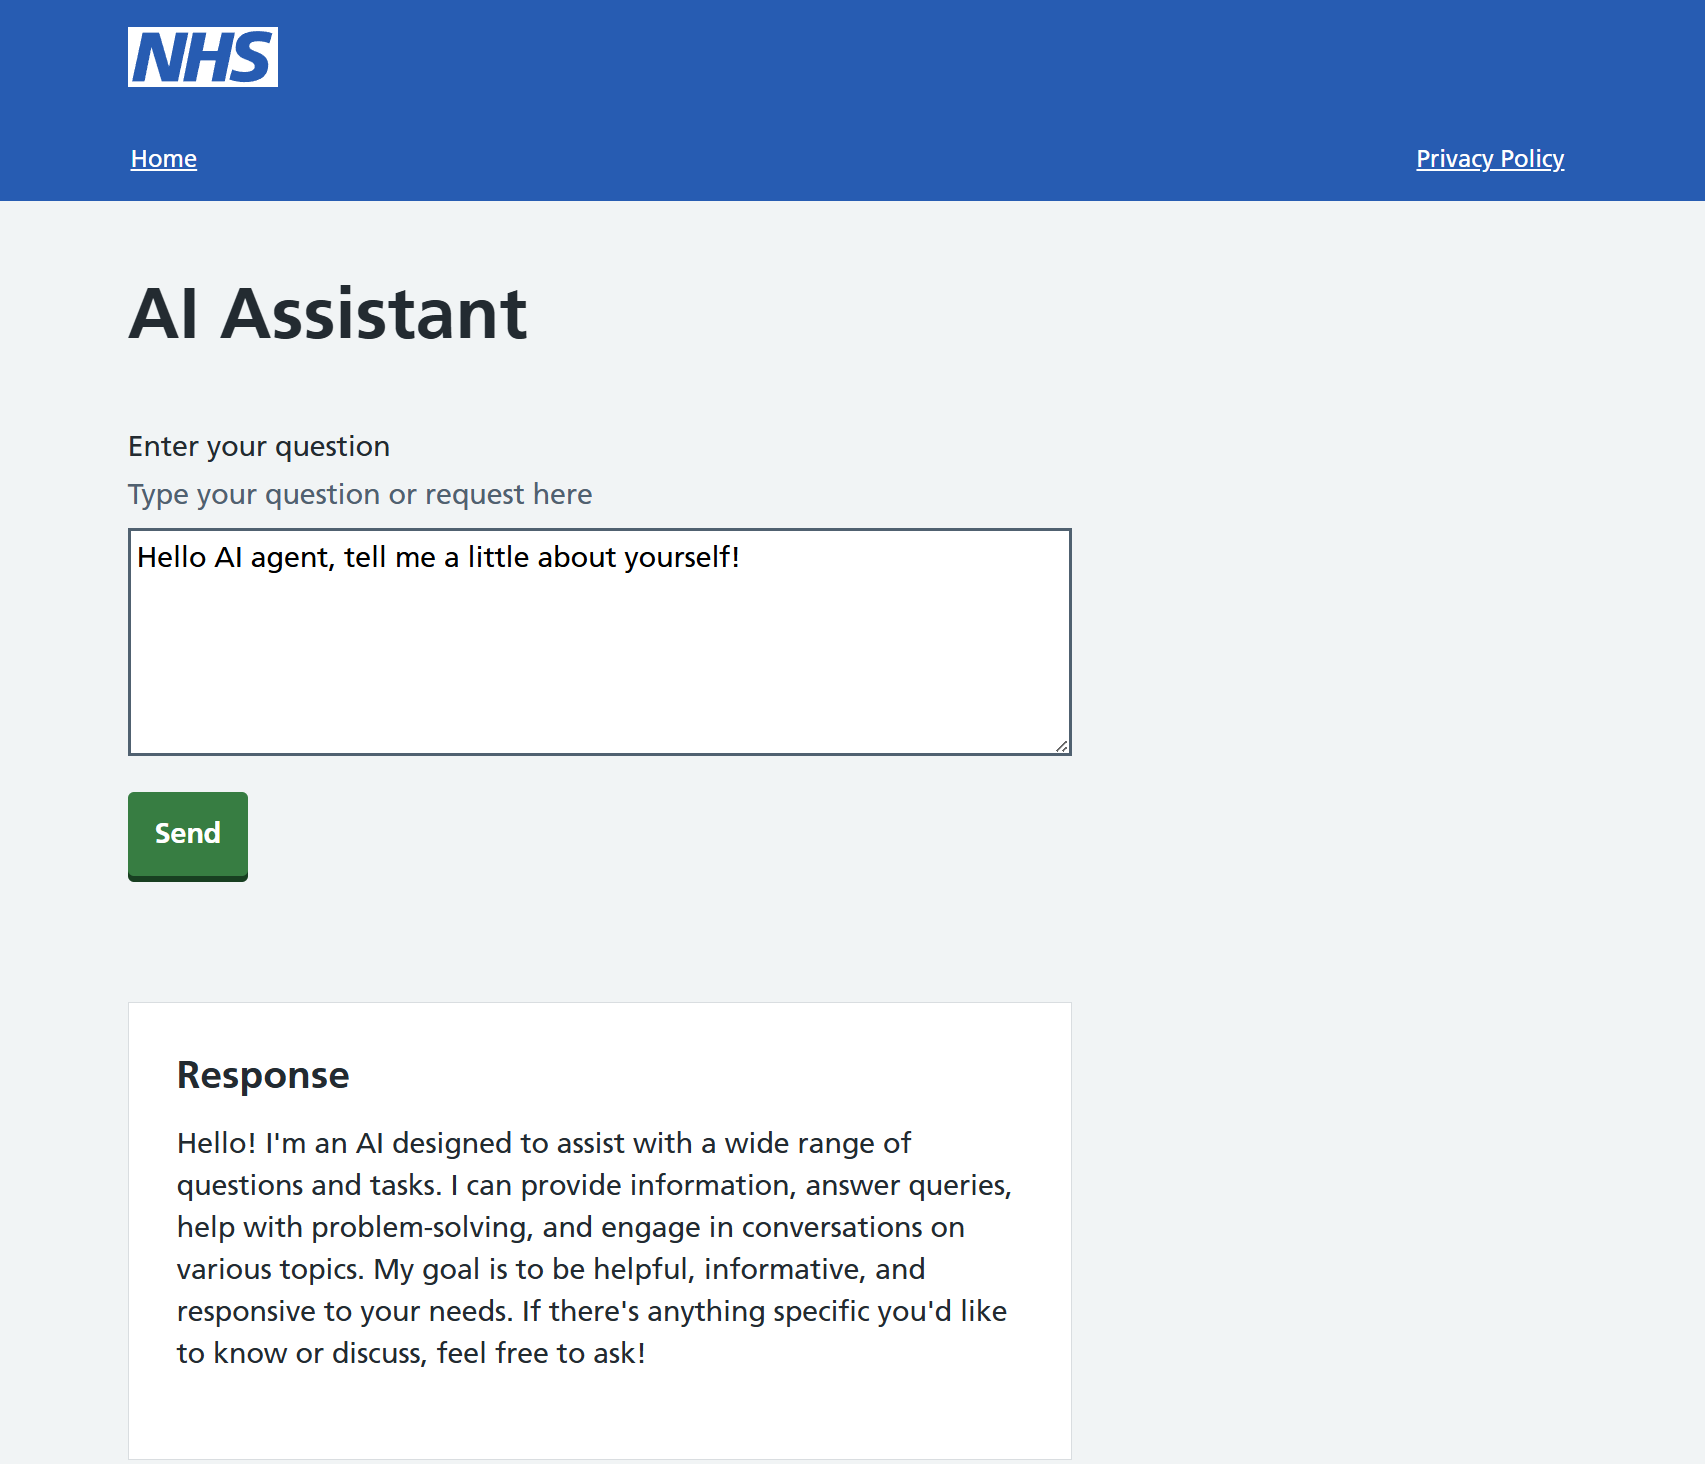 NHS
Home
Privacy Policy
AI Assistant
Enter your question
Type your question or request here
Hello AI agent, tell me a little about yourself!
Send
Response
Hello! I'm an AI designed to assist with a wide range of
questions and tasks. I can provide information, answer queries,
help with problem-solving, and engage in conversations on
various topics. My goal is to be helpful, informative, and
responsive to your needs. If there's anything specific you'd like
to know or discuss, feel free to ask!